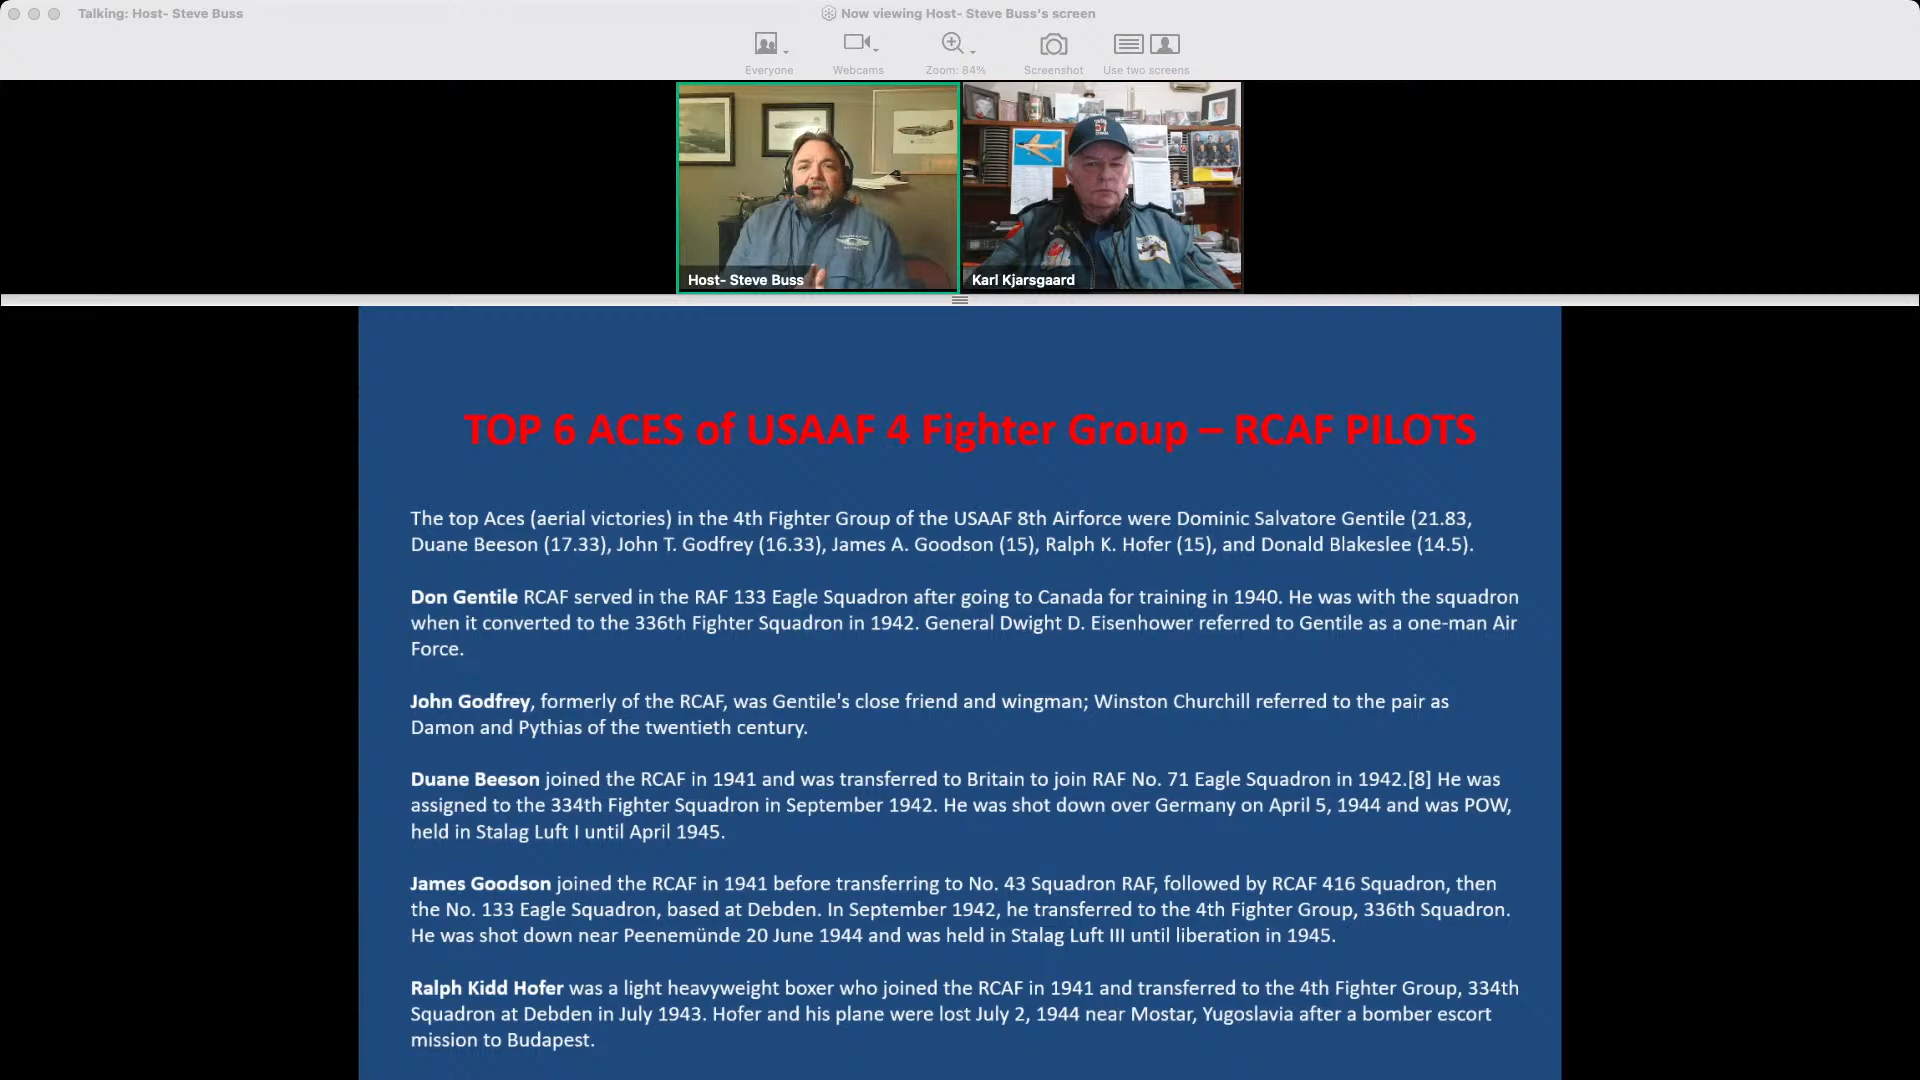 Talking: Host- Steve Buss
Now viewing Host- Steve Buss's screen
Everyone
Webcams
Zoom: 84%
Screenshot
Use two screens
57
Host- Steve Buss
Karl Kjarsgaard
TOP 6 ACES of USAAF 4 Fighter Group – RCAF PILOTS
The top Aces (aerial victories) in the 4th Fighter Group of the USAAF 8th Airforce were Dominic Salvatore Gentile (21.83,
Duane Beeson (17.33), John T. Godfrey (16.33), James A. Goodson (15), Ralph K. Hofer (15), and Donald Blakeslee (14.5).
Don Gentile RCAF served in the RAF 133 Eagle Squadron after going to Canada for training in 1940. He was with the squadron
when it converted to the 336th Fighter Squadron in 1942. General Dwight D. Eisenhower referred to Gentile as a one-man Air
Force.
John Godfrey, formerly of the RCAF, was Gentile's close friend and wingman; Winston Churchill referred to the pair as
Damon and Pythias of the twentieth century.
Duane Beeson joined the RCAF in 1941 and was transferred to Britain to join RAF No. 71 Eagle Squadron in 1942.[8] He was
assigned to the 334th Fighter Squadron in September 1942. He was shot down over Germany on April 5, 1944 and was POW,
held in Stalag Luft I until April 1945.
James Goodson joined the RCAF in 1941 before transferring to No. 43 Squadron RAF, followed by RCAF 416 Squadron, then
the No. 133 Eagle Squadron, based at Debden. In September 1942, he transferred to the 4th Fighter Group, 336th Squadron.
He was shot down near Peenemünde 20 June 1944 and was held in Stalag Luft III until liberation in 1945.
Ralph Kidd Hofer was a light heavyweight boxer who joined the RCAF in 1941 and transferred to the 4th Fighter Group, 334th
Squadron at Debden in July 1943. Hofer and his plane were lost July 2, 1944 near Mostar, Yugoslavia after a bomber escort
mission to Budapest.